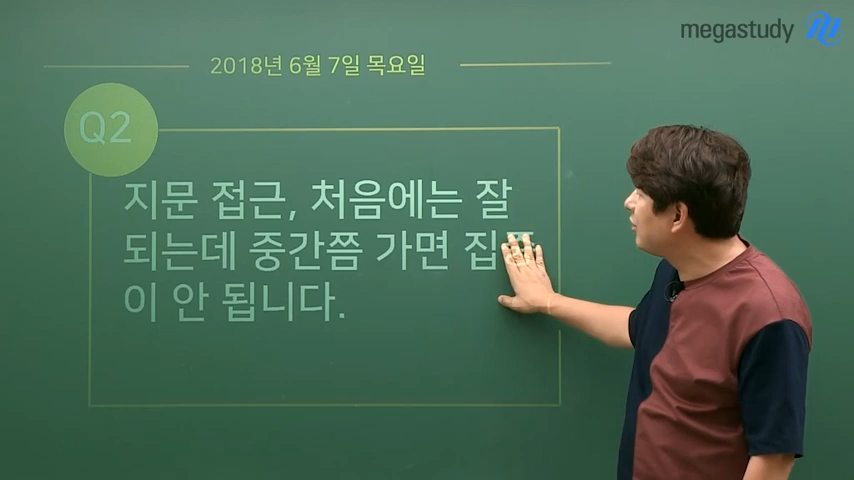 megastudy
2018년 6월 7일 목요일
Q2
지문 접근, 처음에는 잘
되는데 중간쯤 가면
이 안 됩니다.